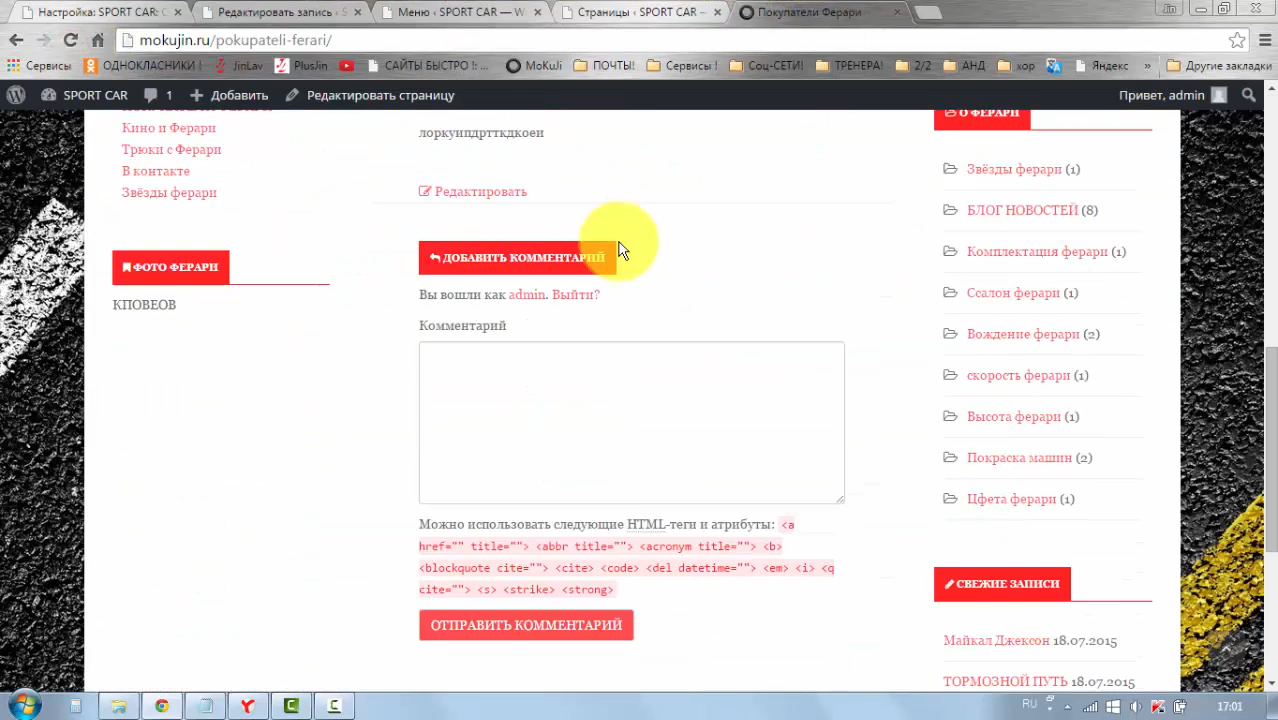 Настройка "SPORT CAR"
Редактировать запись ‹ S
Меню ‹ SPORT CAR — W
Страницы ‹ SPORT CAR –
Покупатели Ферари
mokujin.ru/pokupateli-ferari/
Сервисы
ОДНОКЛАСНИКИ
JinLav
PlusJin
САЙТЫ БЫСТРО !:
MoKuJi
ПОЧТЫ!
Сервисы !
Соц-СЕТИ!
ТРЕНЕРА!
2/2
АНД
хор
Яндекс
Другие закладки
SPORT CAR
1
Добавить
Редактировать страницу
Привет, admin
Кино и Ферари
Трюки с Ферари
В контакте
Звёзды ферари
ФОТО ФЕРАРИ
КПОВЕОВ
лоркуипдрттқдкоеи
Редактировать
ДОБАВИТЬ КОММЕНТАРИЙ
Вы вошли как admin. Выйти?
Комментарий
Можно использовать следующие HTML-теги и атрибуты: <a
href="" title=""> <abbr title=""> <acronym title=""> <b>
<blockquote cite=""> <cite> <code> <del datetime=""> <em> <i> <q
cite=""> <s> <strike> <strong>
ОТПРАВИТЬ КОММЕНТАРИЙ
О ФЕРАРИ
Звёзды ферари (1)
БЛОГ НОВОСТЕЙ (8)
Комплектация ферари (1)
Ссалон ферари (1)
Вождение ферари (2)
скорость ферари (1)
Высота ферари (1)
Покраска машин (2)
Цфета ферари (1)
СВЕЖИЕ ЗАПИСИ
Майкал Джексон 18.07.2015
ТОРМОЗНОЙ ПУТЬ 18.07.2015
RU
17:01